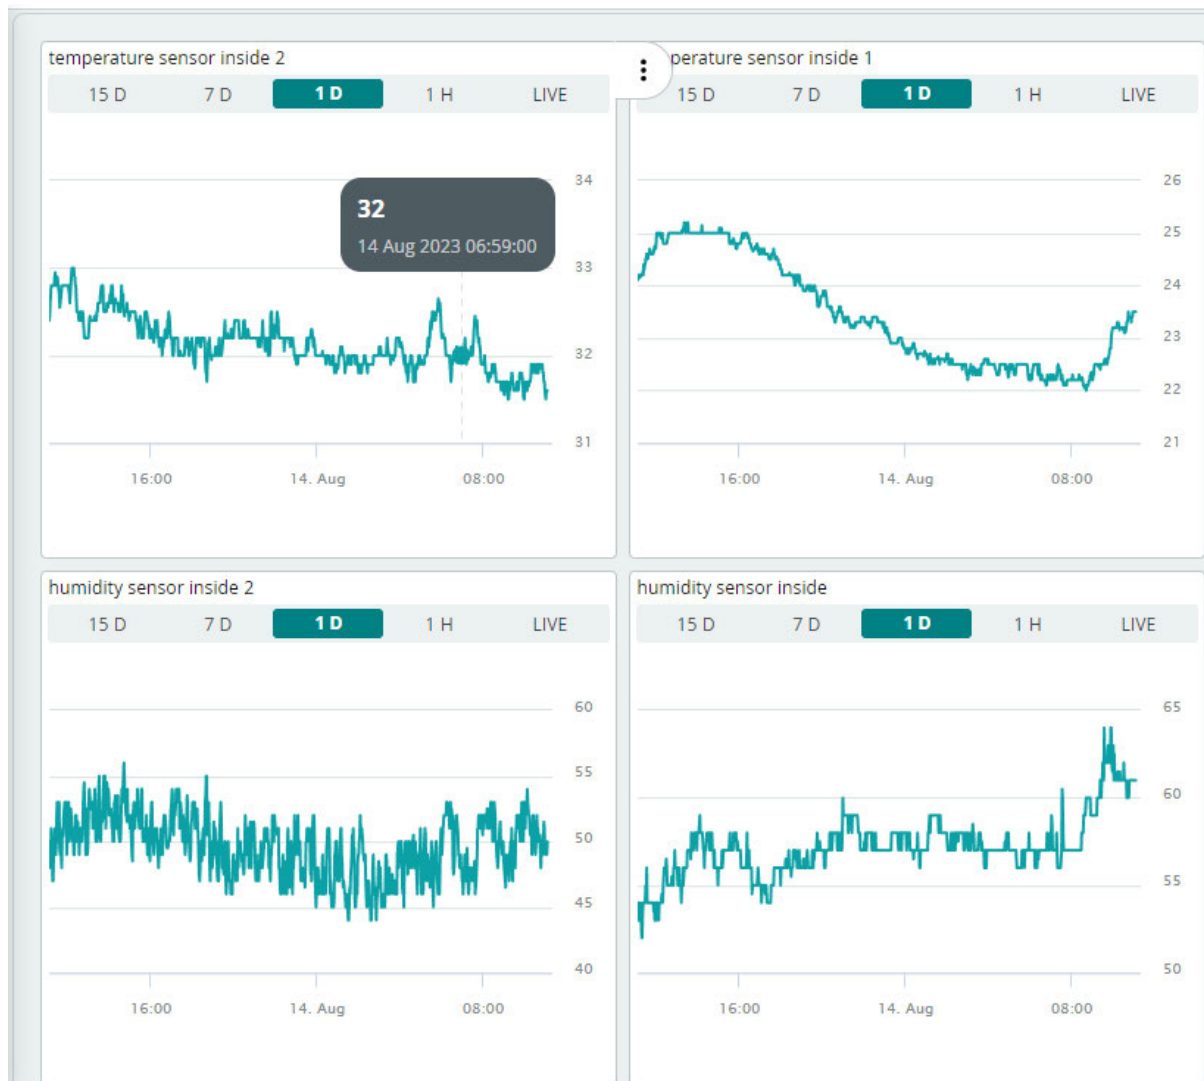 temperature sensor inside 2
15 D 7 D 1 D 1 H LIVE
34
33
32
31
32
14 Aug 2023 06:59:00
16:00 14. Aug 08:00
perature sensor inside 1
15 D 7 D 1 D 1 H LIVE
26
25
24
23
22
21
16:00 14. Aug 08:00
humidity sensor inside 2
15 D 7 D 1 D 1 H LIVE
60
55
50
45
40
16:00 14. Aug 08:00
humidity sensor inside
15 D 7 D 1 D 1 H LIVE
65
60
55
50
16:00 14. Aug 08:00